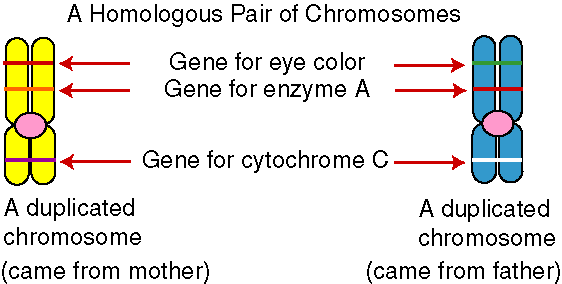 A Homologous Pair of Chromosomes
Gene for eye color
Gene for enzyme A
Gene for cytochrome C
A duplicated
chromosome
(came from mother)
A duplicated
chromosome
(came from father)